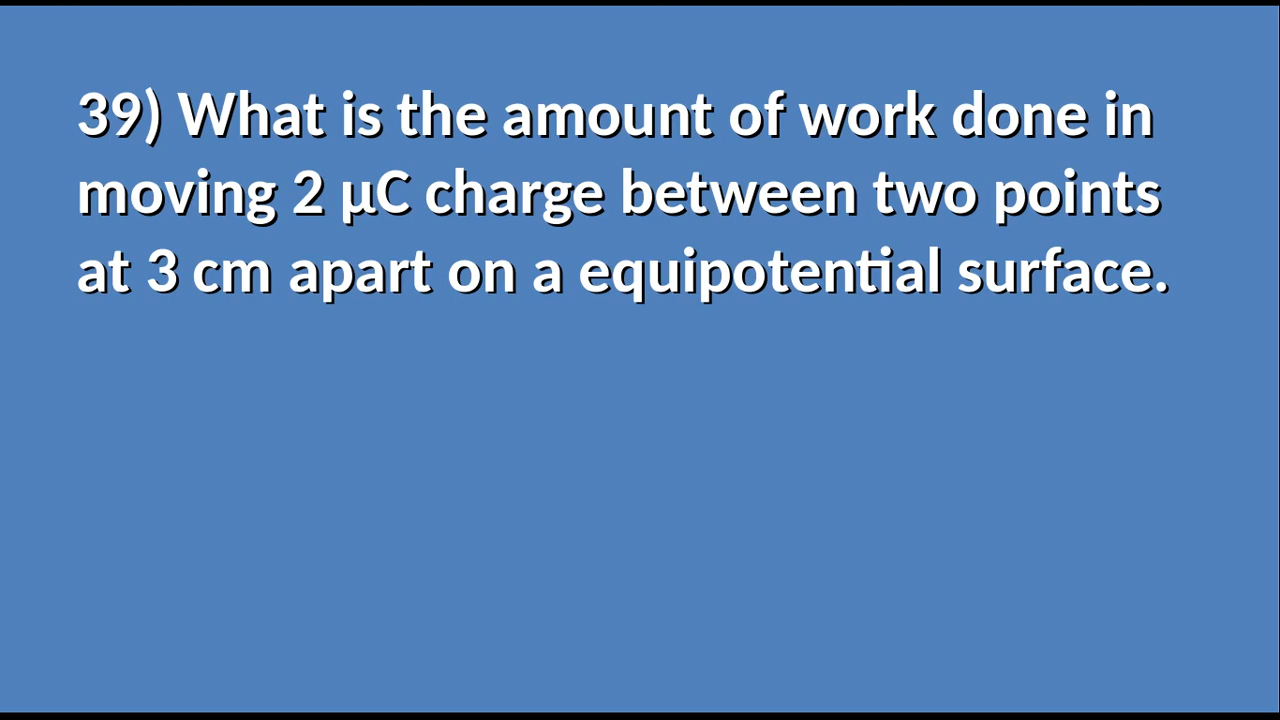 39) What is the amount of work done in
moving 2 µC charge between two points
at 3 cm apart on a equipotential surface.